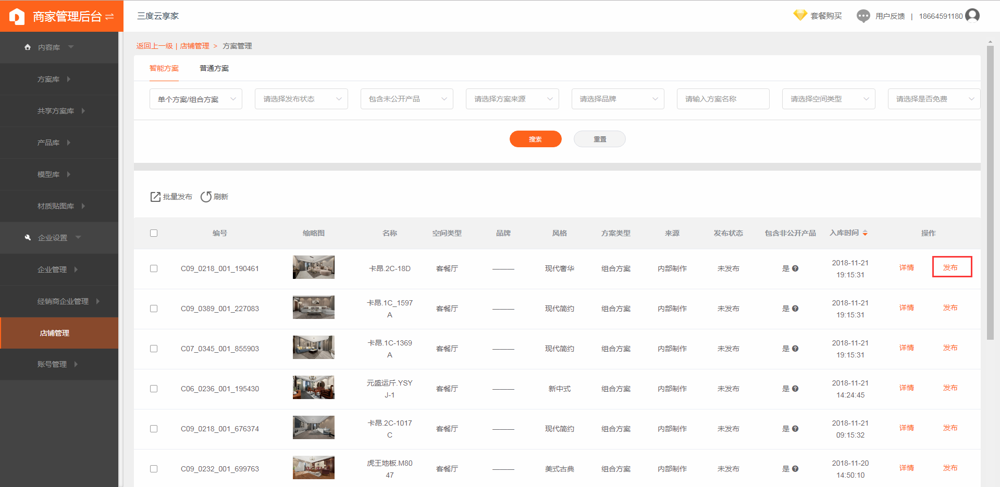 商家管理后台
三度云享家
套餐购买
用户反馈 | 18664591180
内容库
方案库
共享方案库
产品库
模型库
材质贴图库
企业设置
企业管理
经销商企业管理
店铺管理
账号管理
返回上一级 | 店铺管理 > 方案管理
智能方案 普通方案
单个方案/组合方案 请选择发布状态 包含未公开产品 请选择方案来源 请选择品牌 请输入方案名称 请选择空间类型 请选择是否免费
搜索 重置
批量发布 刷新
编号 缩略图 名称 空间类型 品牌 风格 方案类型 来源 发布状态 包含非公开产品 入库时间 操作
C09_0218_001_190461 卡昂.2C-18D 客餐厅 ——— 现代奢华 组合方案 内部制作 未发布 是 2018-11-21 19:15:31 详情 发布
C09_0389_001_227083 卡昂.1C_1597A 客餐厅 ——— 现代简约 组合方案 内部制作 未发布 是 2018-11-21 19:15:31 详情 发布
C07_0345_001_855903 卡昂.1C-1369A 客餐厅 ——— 现代简约 组合方案 内部制作 未发布 是 2018-11-21 19:15:31 详情 发布
C06_0236_001_195430 元盛运斤.YSYJ-1 客餐厅 ——— 新中式 组合方案 内部制作 未发布 是 2018-11-21 14:24:45 详情 发布
C09_0218_001_676374 卡昂.2C-1017C 客餐厅 ——— 现代简约 组合方案 内部制作 未发布 是 2018-11-21 09:15:32 详情 发布
C09_0232_001_699763 虎王地板.M8047 客餐厅 ——— 美式古典 组合方案 内部制作 未发布 是 2018-11-20 14:50:10 详情 发布